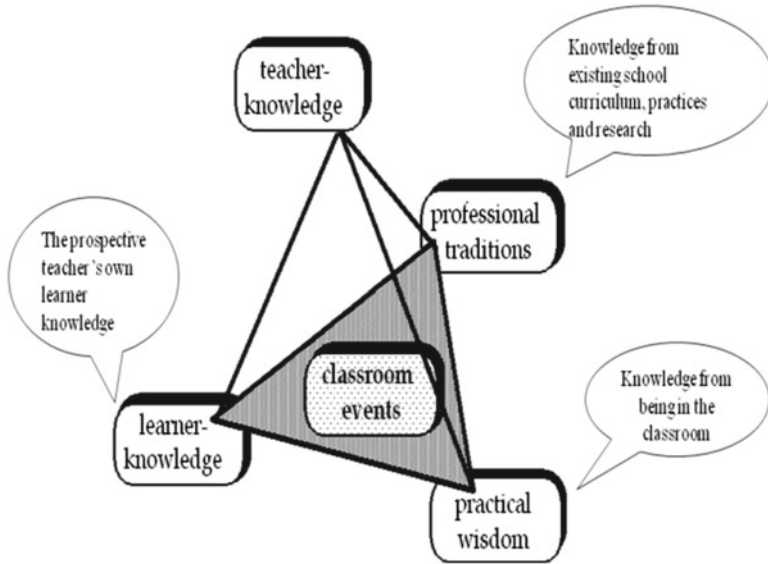 teacher-
knowledge
Knowledge from
existing school
curriculum, practices
and research
professional
traditions
The prospective
teacher's own
learner
knowledge
classroom
events
learner-
knowledge
Knowledge from
being in the
classroom
practical
wisdom